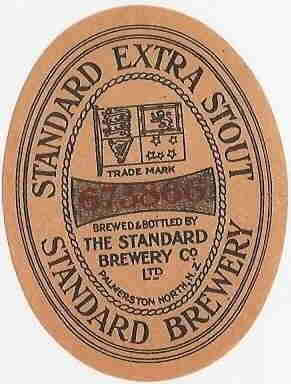 STANDARD EXTRA STOUT
TRADE MARK
BREWED & BOTTLED BY
THE STANDARD
BREWERY CO
LTD
PALMERSTON NORTH. N.Z.
STANDARD BREWERY